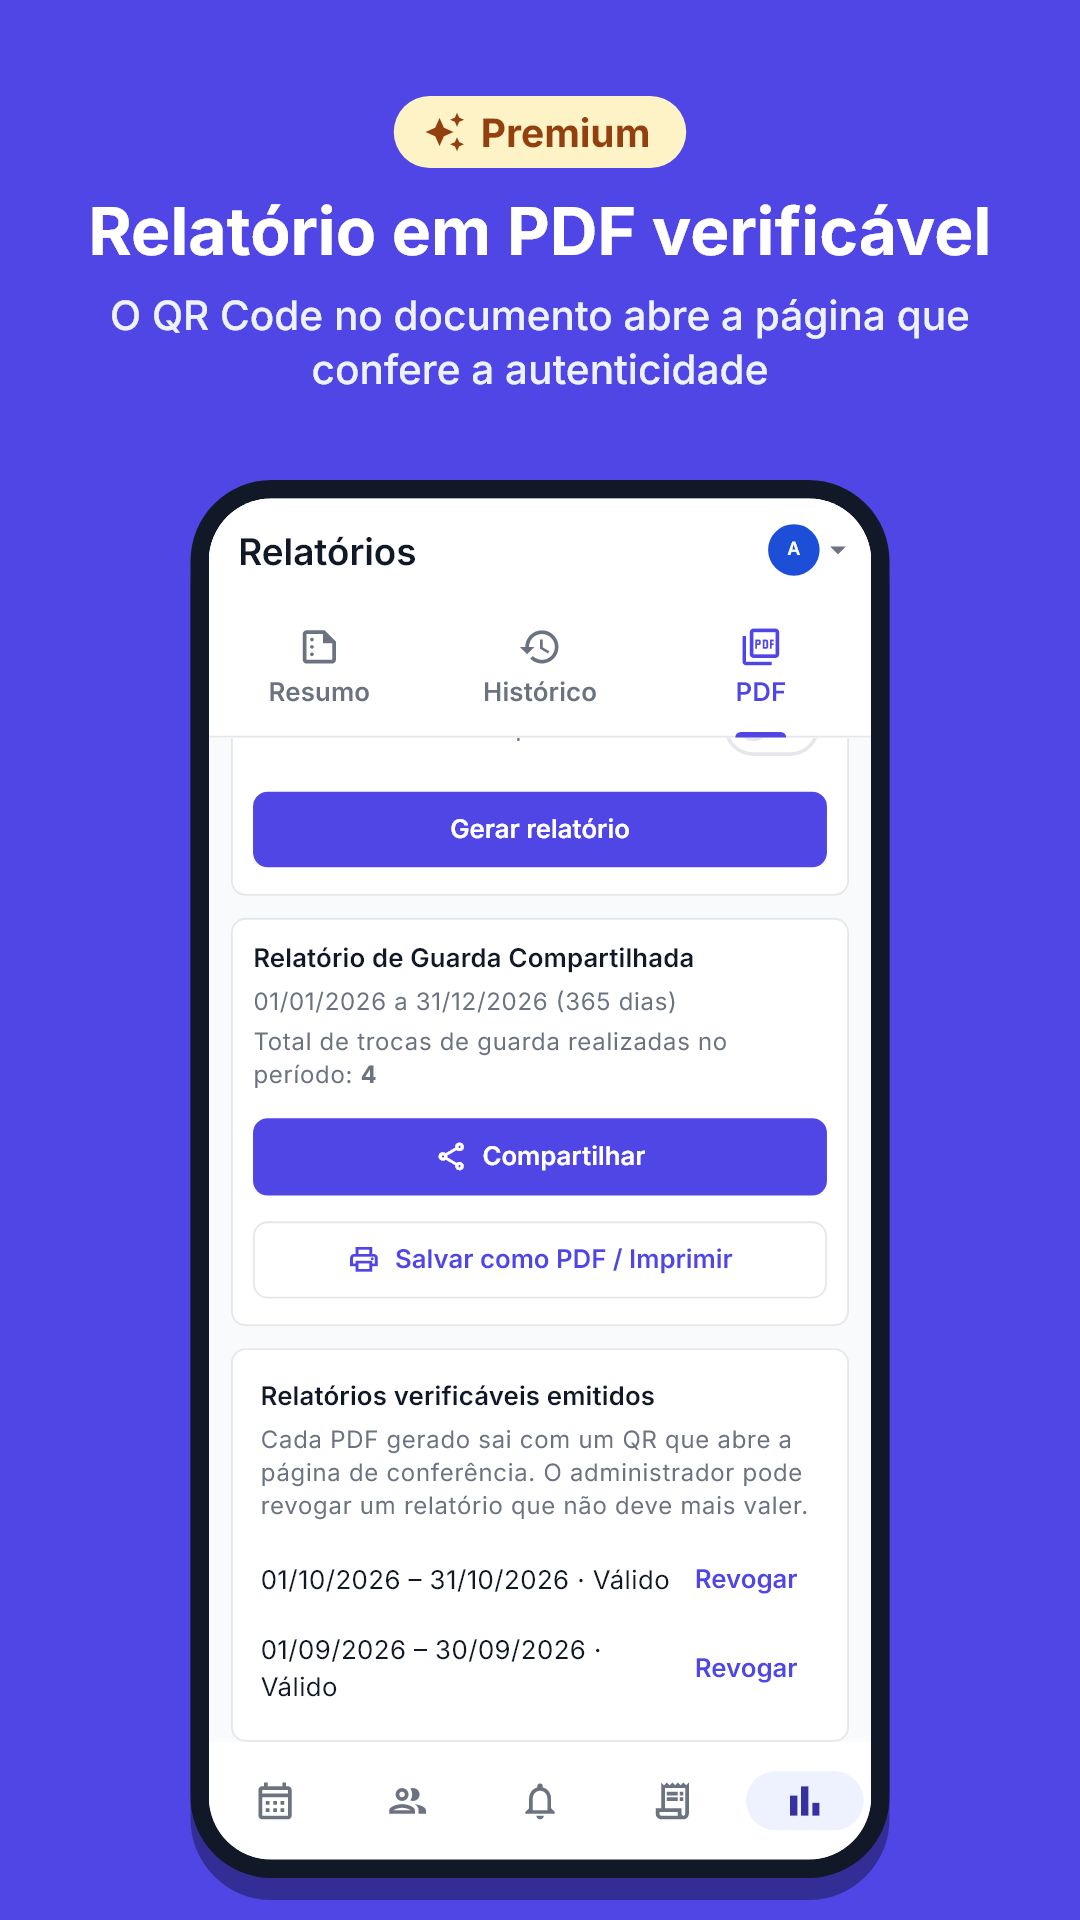 Premium
Relatório em PDF verificável
O QR Code no documento abre a página que
confere a autenticidade
Relatórios
A
Resumo
Histórico
PDF
PDF
Gerar relatório
Relatório de Guarda Compartilhada
01/01/2026 a 31/12/2026 (365 dias)
Total de trocas de guarda realizadas no
período: 4
Compartilhar
Salvar como PDF / Imprimir
Relatórios verificáveis emitidos
Cada PDF gerado sai com um QR que abre a
página de conferência. O administrador pode
revogar um relatório que não deve mais valer.
01/10/2026 – 31/10/2026 · Válido
Revogar
01/09/2026 – 30/09/2026 ·
Válido
Revogar